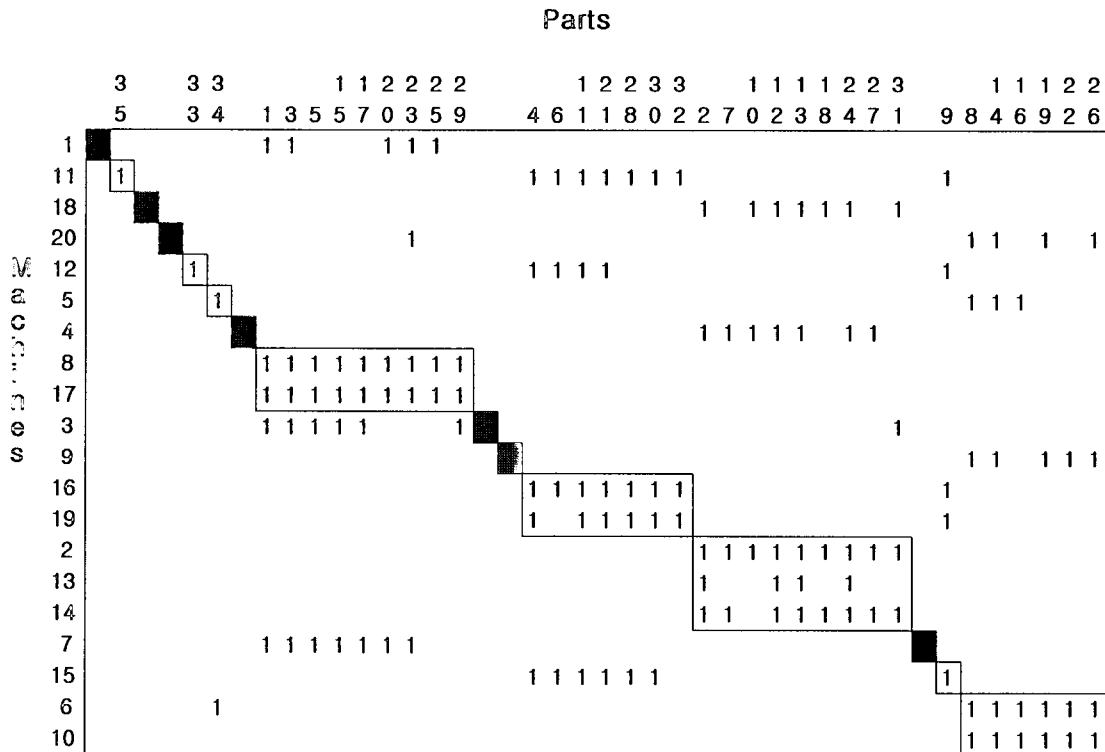 Parts
3 3 3 1 1 2 2 2 2 1 2 2 3 3 1 1 1 1 2 2 3 1 1 1 2 2
5 3 4 1 3 5 5 7 0 3 5 9 4 6 1 1 8 0 2 2 7 0 2 3 8 4 7 1 9 8 4 6 9 2 6
Machines
1 1 1 1 1 1
11 1 1 1 1 1 1 1 1 1
18 1 1 1 1 1 1 1
20 1 1 1 1 1
12 1 1 1 1 1 1
5 1 1 1 1
4 1 1 1 1 1 1 1
8 1 1 1 1 1 1 1 1 1
17 1 1 1 1 1 1 1 1 1
3 1 1 1 1 1 1 1
9 1 1 1 1 1
16 1 1 1 1 1 1 1 1
19 1 1 1 1 1 1 1
2 1 1 1 1 1 1 1 1 1
13 1 1 1 1
14 1 1 1 1 1 1 1 1
7 1 1 1 1 1 1 1
15 1 1 1 1 1 1 1
6 1 1 1 1 1 1 1
10 1 1 1 1 1 1